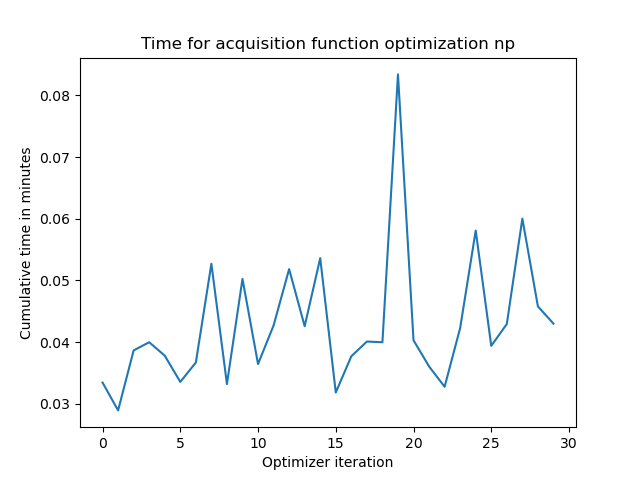 Time for acquisition function optimization np
Cumulative time in minutes
0.08
0.07
0.06
0.05
0.04
0.03
0 5 10 15 20 25 30
Optimizer iteration